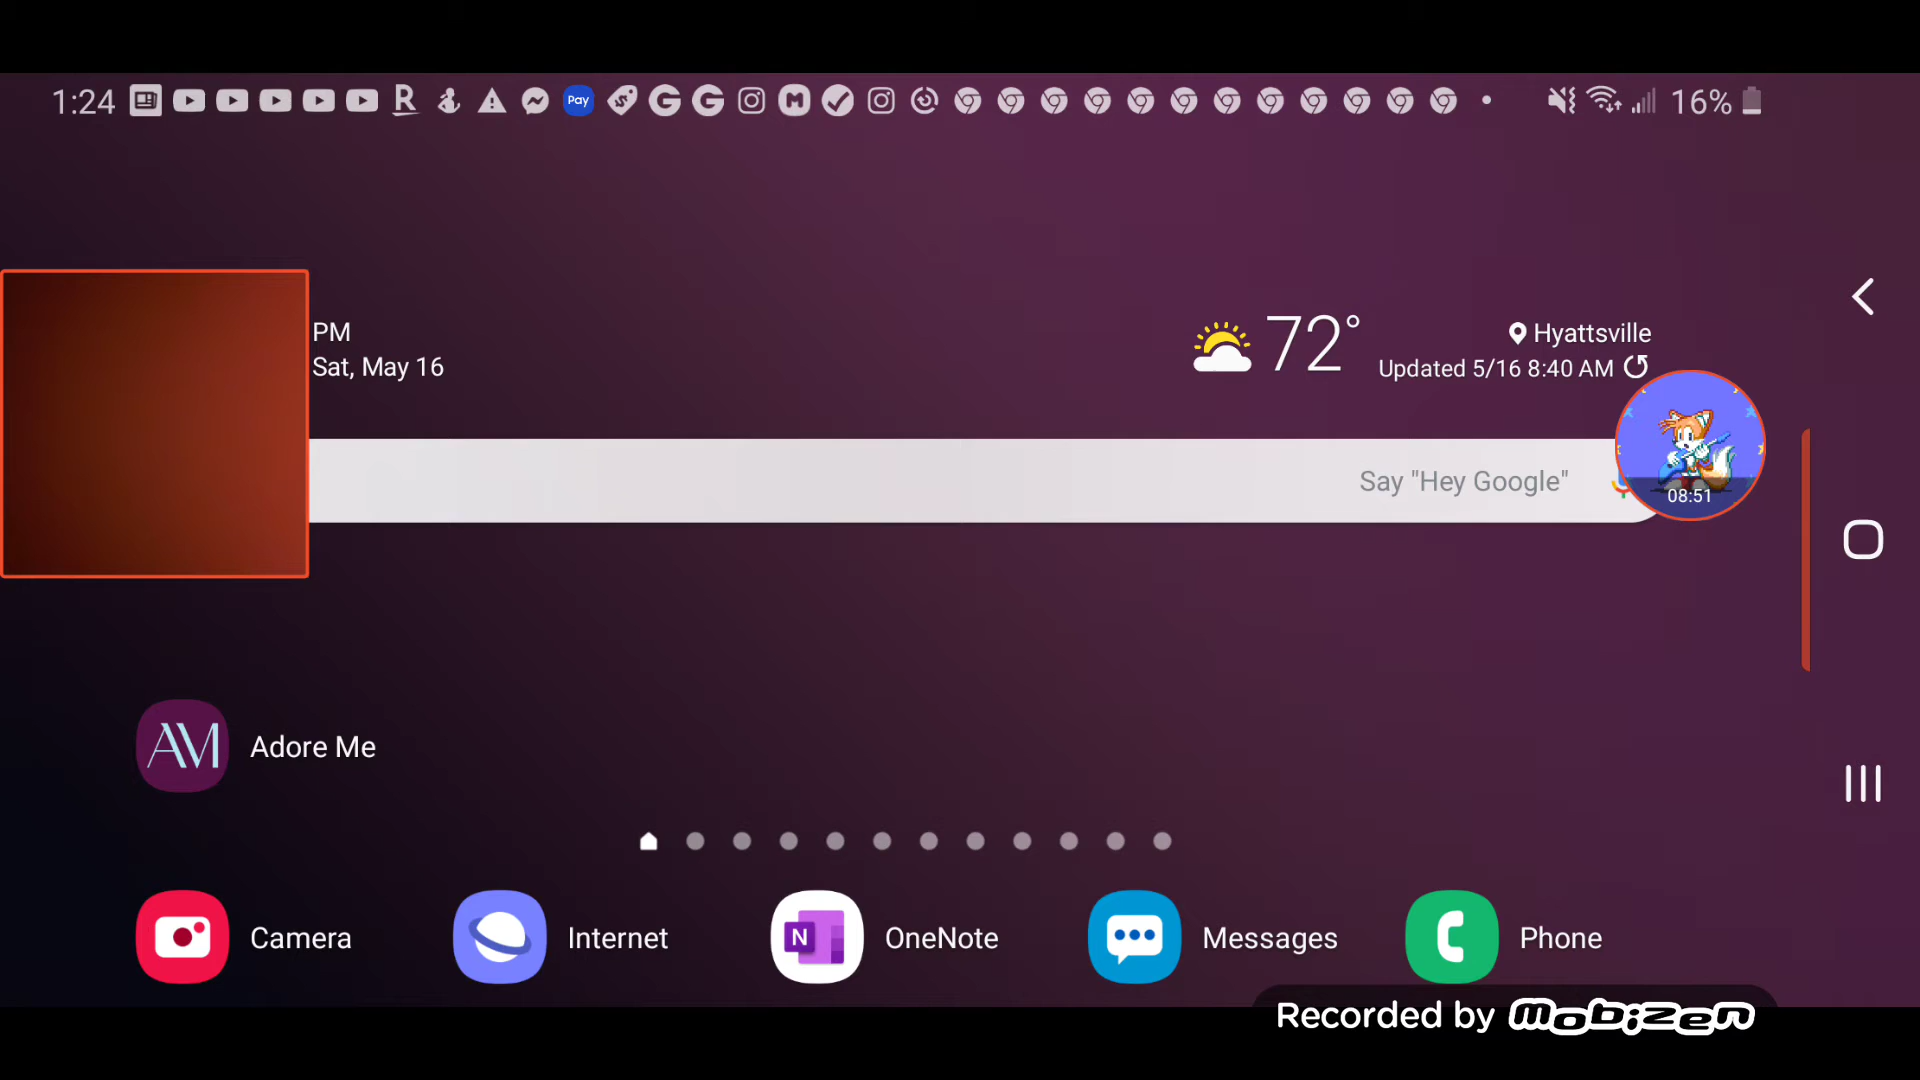 1:24
Pay
16%
PM
Sat, May 16
72°
Hyattsville
Updated 5/16 8:40 AM
Say "Hey Google"
08:51
AM Adore Me
Camera
Internet
N OneNote
Messages
Phone
Recorded by mobizen